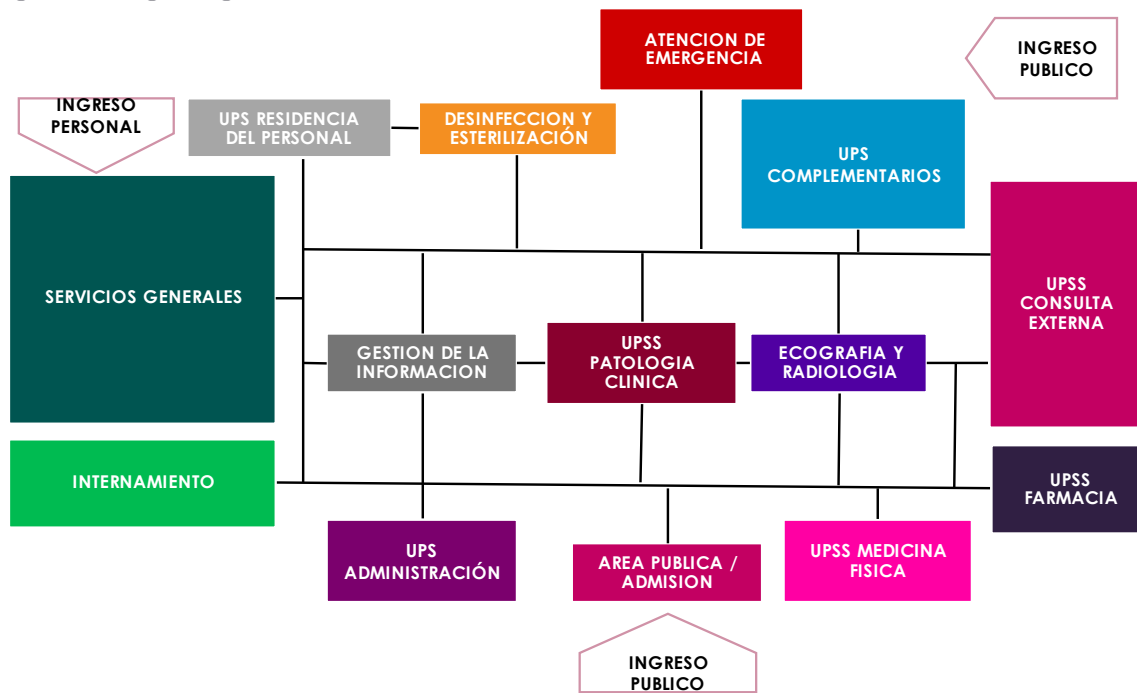 ATENCION DE
EMERGENCIA
INGRESO
PUBLICO
INGRESO
PERSONAL
UPS RESIDENCIA
DEL PERSONAL
DESINFECCION Y
ESTERILIZACIÓN
UPS
COMPLEMENTARIOS
SERVICIOS GENERALES
UPSS
CONSULTA
EXTERNA
GESTION DE LA
INFORMACION
UPSS
PATOLOGIA
CLINICA
ECOGRAFIA Y
RADIOLOGIA
INTERNAMIENTO
UPSS
FARMACIA
UPS
ADMINISTRACIÓN
AREA PUBLICA /
ADMISION
UPSS MEDICINA
FISICA
INGRESO
PUBLICO